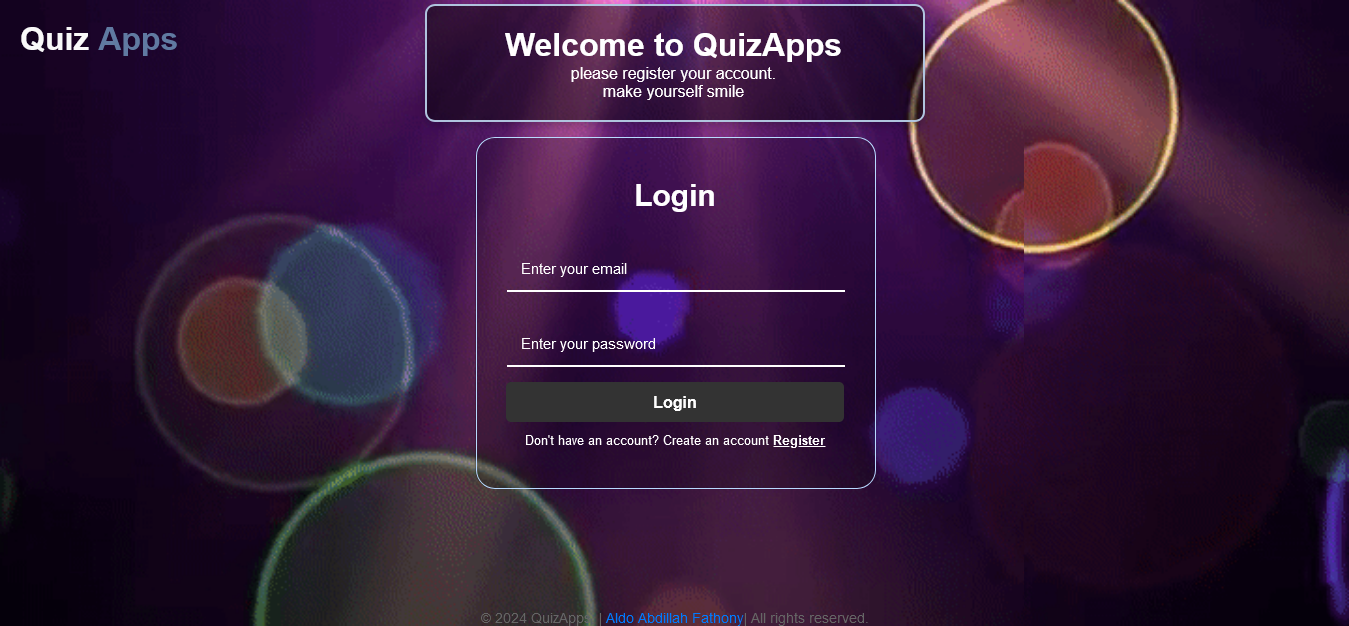 Quiz Apps
Welcome to QuizApps
please register your account.
make yourself smile
Login
Enter your email
Enter your password
Login
Don't have an account? Create an account Register
© 2024 QuizApps. | Aldo Abdillah Fathony| All rights reserved.